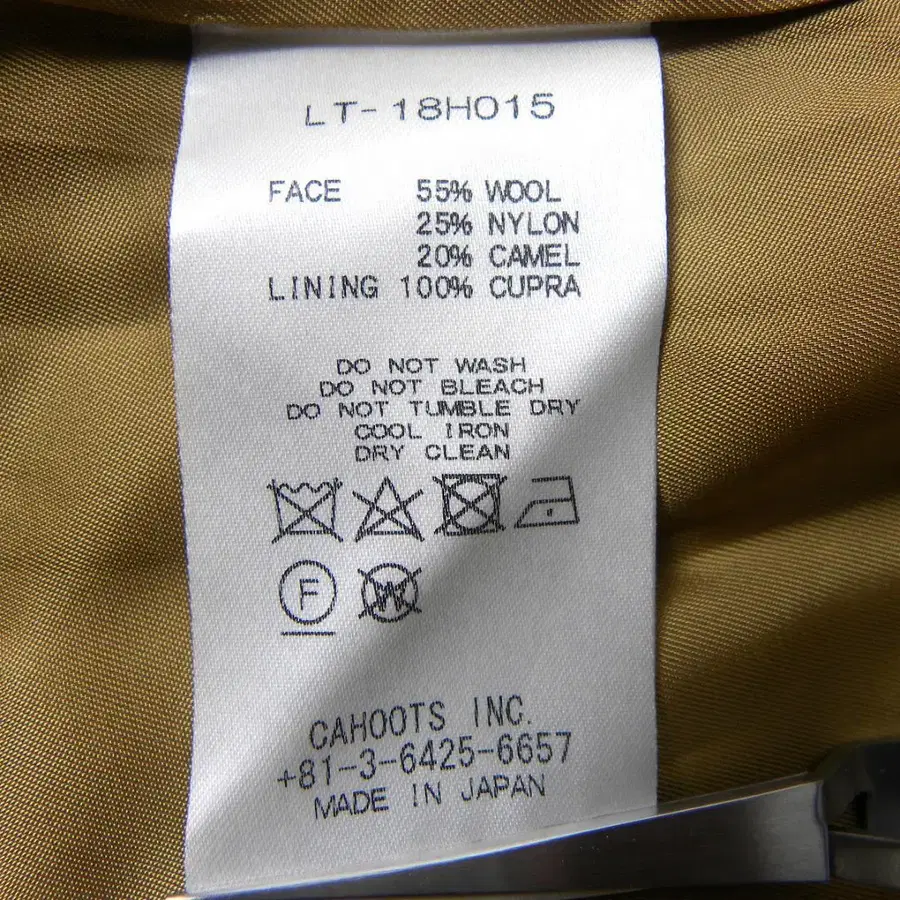 LT-18H015
FACE 55% WOOL
25% NYLON
20% CAMEL
LINING 100% CUPRA
DO NOT WASH
DO NOT BLEACH
DO NOT TUMBLE DRY
COOL IRON
DRY CLEAN
F W
CAHOOTS INC.
+81-3-6425-6657
MADE IN JAPAN